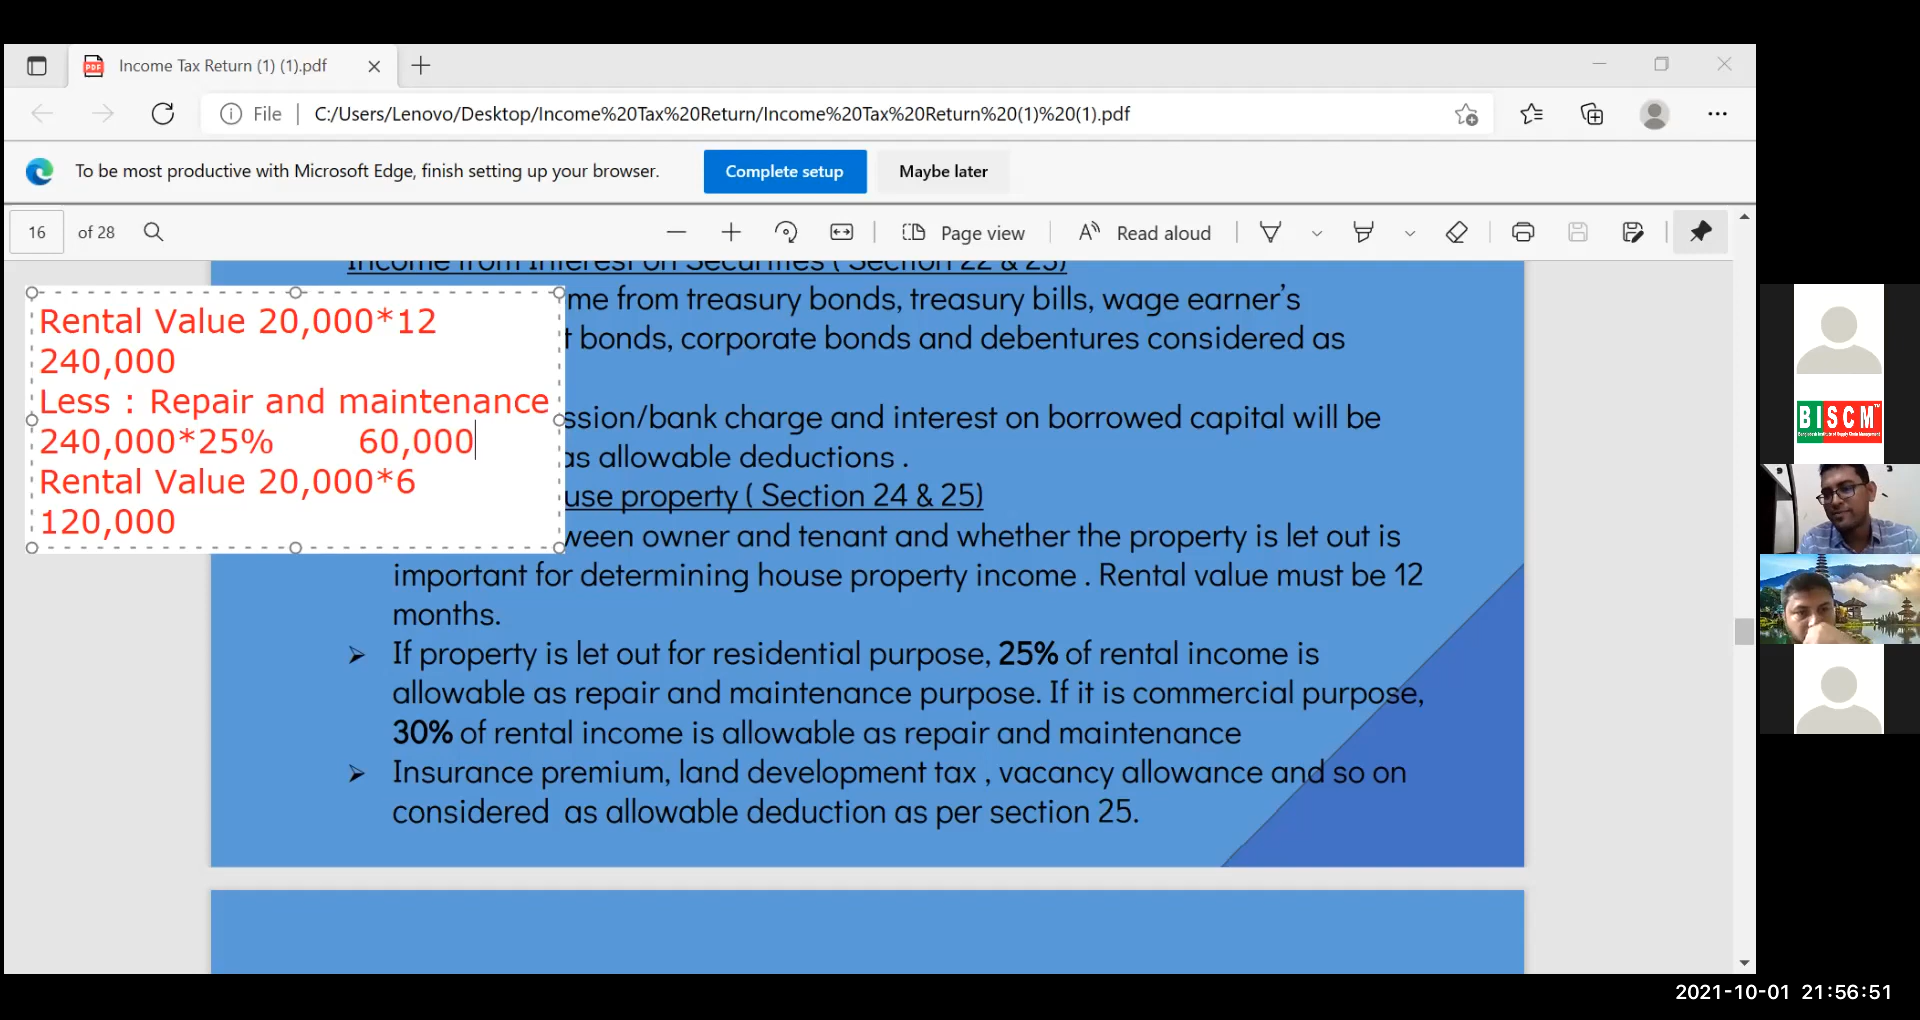 Income Tax Return (1) (1).pdf
File
C:/Users/Lenovo/Desktop/Income%20Tax%20Return/Income%20Tax%20Return%20(1)%20(1).pdf
To be most productive with Microsoft Edge, finish setting up your browser.
Complete setup
Maybe later
16 of 28
Page view
Read aloud
Income from Interest on Securities ( Section 22 & 23)
me from treasury bonds, treasury bills, wage earner's
t bonds, corporate bonds and debentures considered as
ssion/bank charge and interest on borrowed capital will be
as allowable deductions .
use property ( Section 24 & 25)
ween owner and tenant and whether the property is let out is
important for determining house property income . Rental value must be 12
months.
➢ If property is let out for residential purpose, 25% of rental income is
allowable as repair and maintenance purpose. If it is commercial purpose,
30% of rental income is allowable as repair and maintenance
➢ Insurance premium, land development tax , vacancy allowance and so on
considered as allowable deduction as per section 25.
Rental Value 20,000*12
240,000
Less : Repair and maintenance
240,000*25% 60,000
Rental Value 20,000*6
120,000
BISCM
2021-10-01 21:56:51